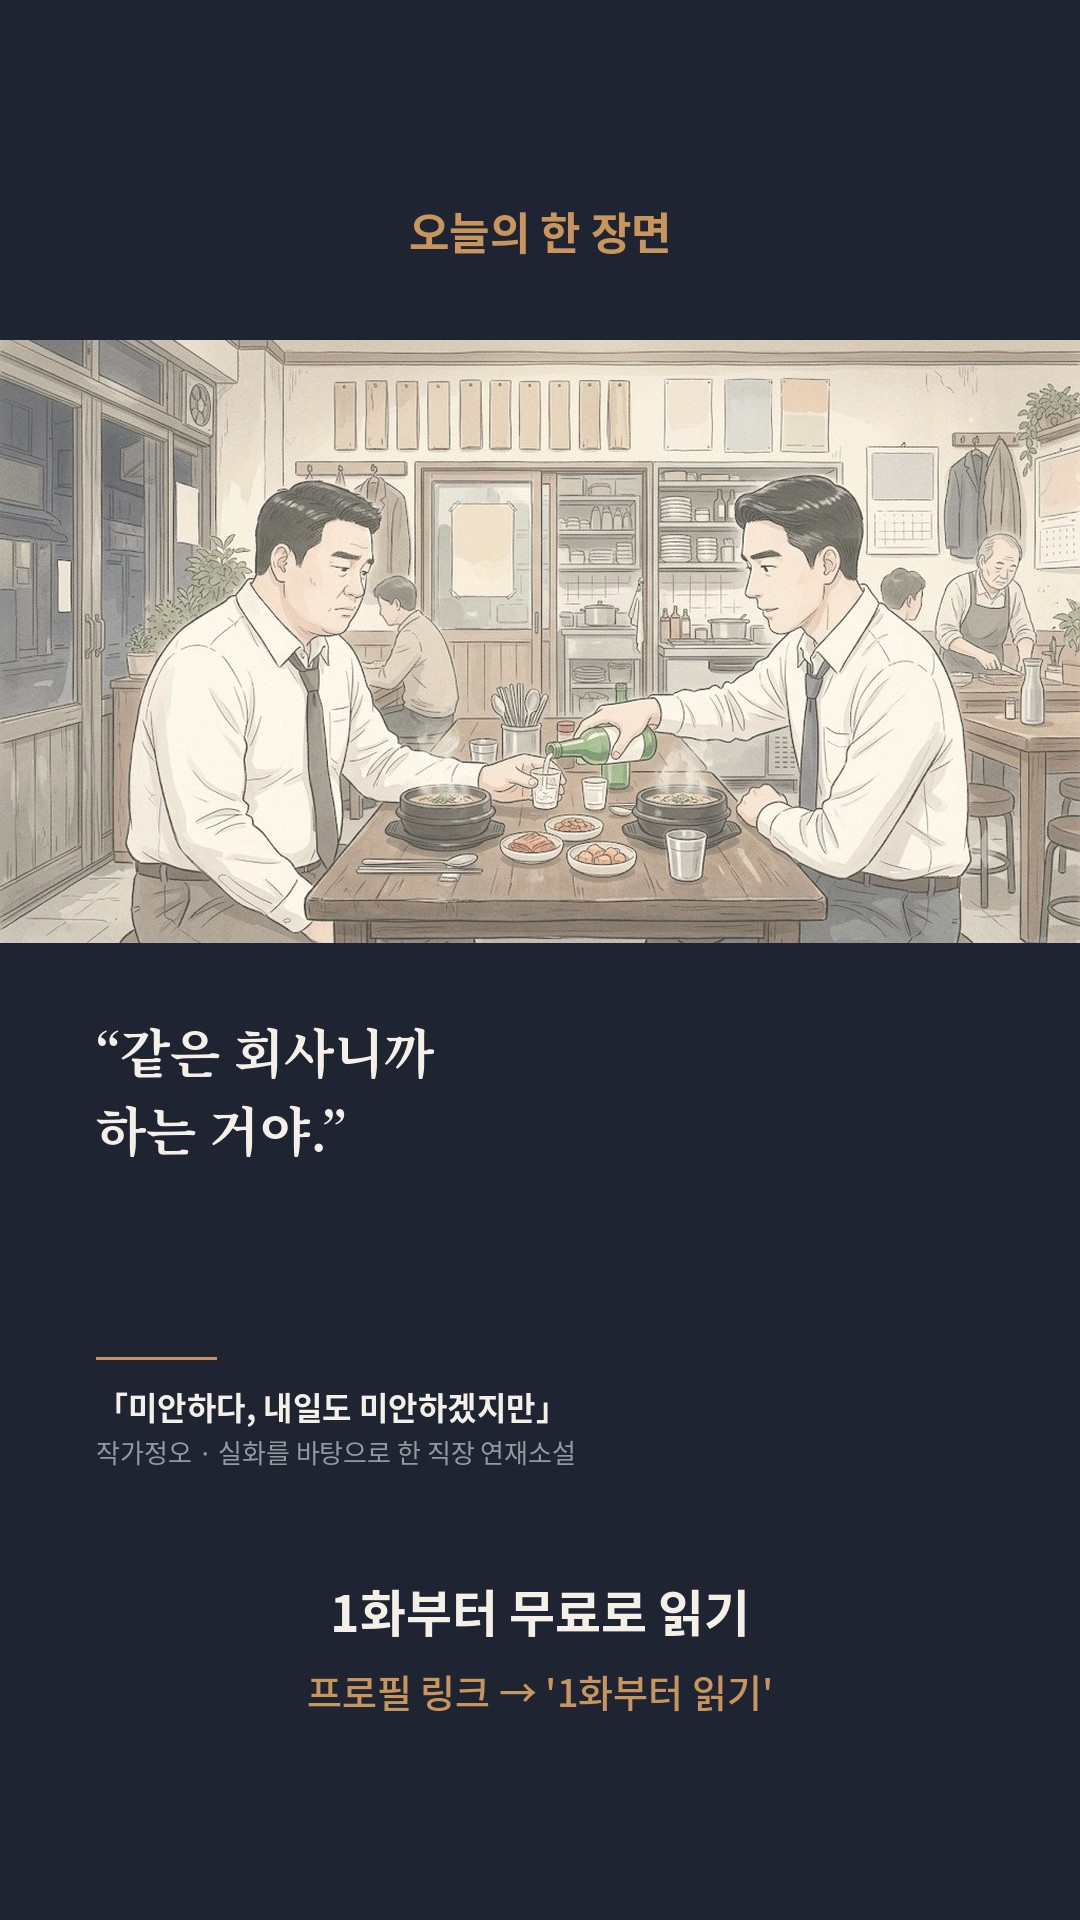 오늘의 한 장면
“같은 회사니까
하는 거야.”
「미안하다, 내일도 미안하겠지만」
작가정오 · 실화를 바탕으로 한 직장 연재소설
1화부터 무료로 읽기
프로필 링크 → '1화부터 읽기'